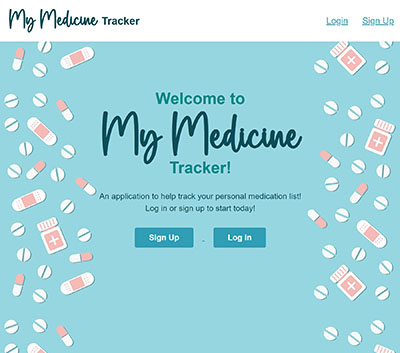 My Medicine Tracker
Login Sign Up
Welcome to
My Medicine
Tracker!
An application to help track your personal medication list!
Log in or sign up to start today!
Sign Up - Log In